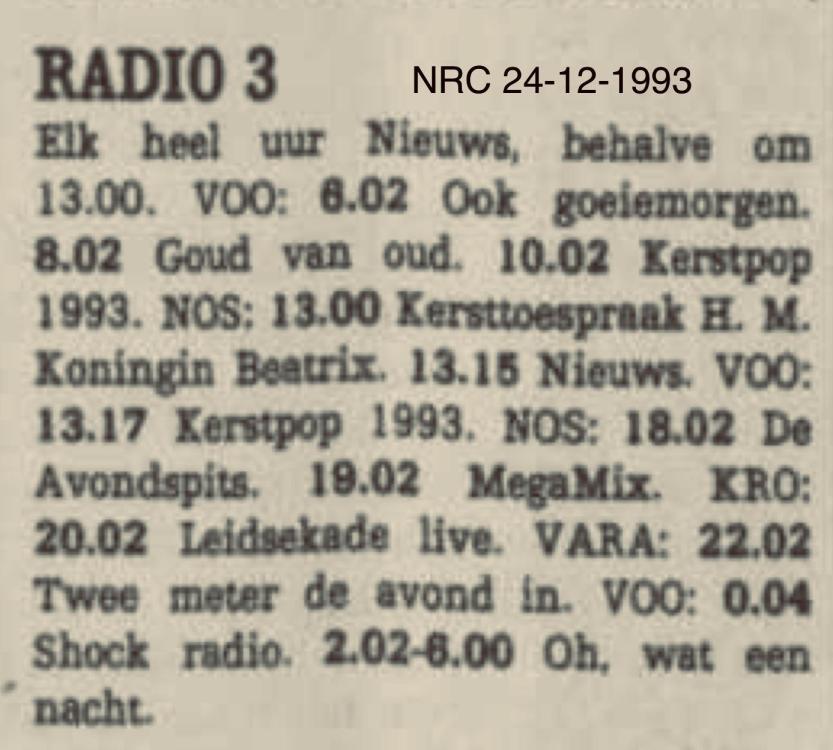 RADIO 3 NRC 24-12-1993
Elk heel uur Nieuws, behalve om
13.00. VOO: 6.02 Ook goeiemorgen.
8.02 Goud van oud. 10.02 Kerstpop
1993. NOS: 13.00 Kersttoespraak H. M.
Koningin Beatrix. 13.15 Nieuws. VOO:
13.17 Kerstpop 1993. NOS: 18.02 De
Avondspits. 19.02 MegaMix. KRO:
20.02 Leidsekade live. VARA: 22.02
Twee meter de avond in. VOO: 0.04
Shock radio. 2.02-6.00 Oh, wat een
nacht.